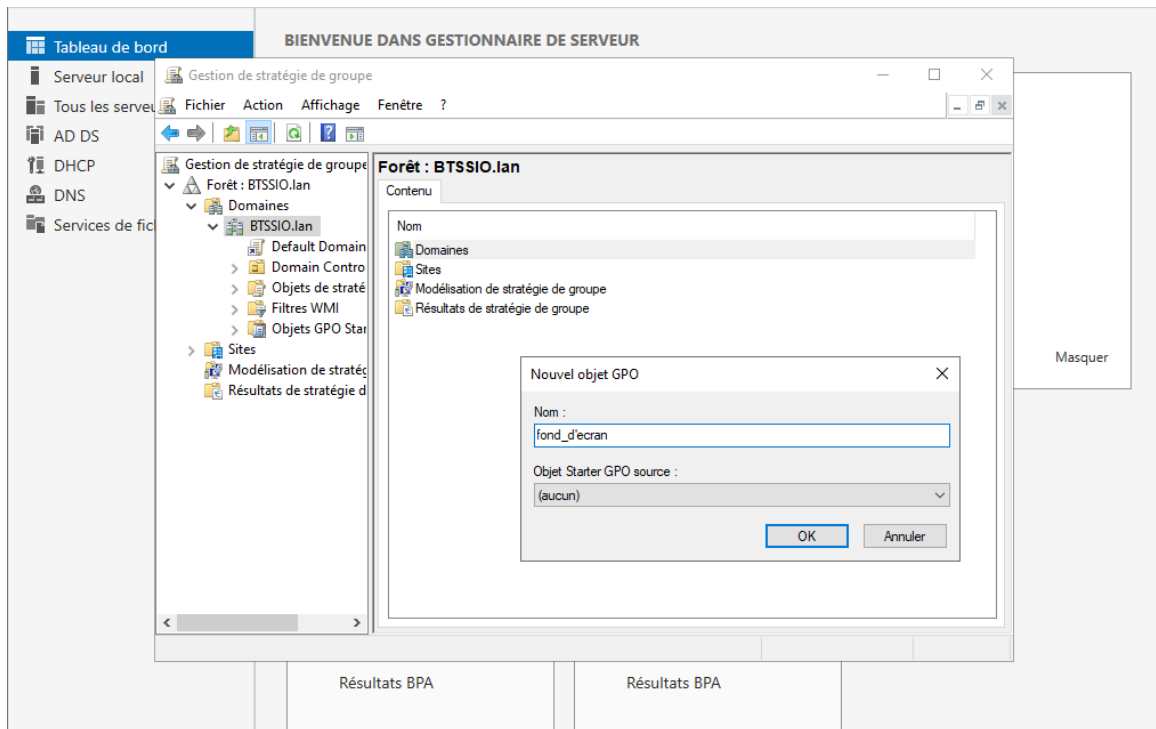 Tableau de bord
Serveur local
Tous les serveu
AD DS
DHCP
DNS
Services de fic
BIENVENUE DANS GESTIONNAIRE DE SERVEUR
Gestion de stratégie de groupe
Fichier Action Affichage Fenêtre ?
Gestion de stratégie de groupe
Forêt : BTSSIO.lan
Domaines
BTSSIO.lan
Default Domain
Domain Contro
Objets de straté
Filtres WMI
Objets GPO Star
Sites
Modélisation de stratég
Résultats de stratégie d
Forêt : BTSSIO.lan
Contenu
Nom
Domaines
Sites
Modélisation de stratégie de groupe
Résultats de stratégie de groupe
Nouvel objet GPO
Nom :
fond_d'ecran
Objet Starter GPO source :
(aucun)
OK Annuler
Masquer
Résultats BPA
Résultats BPA